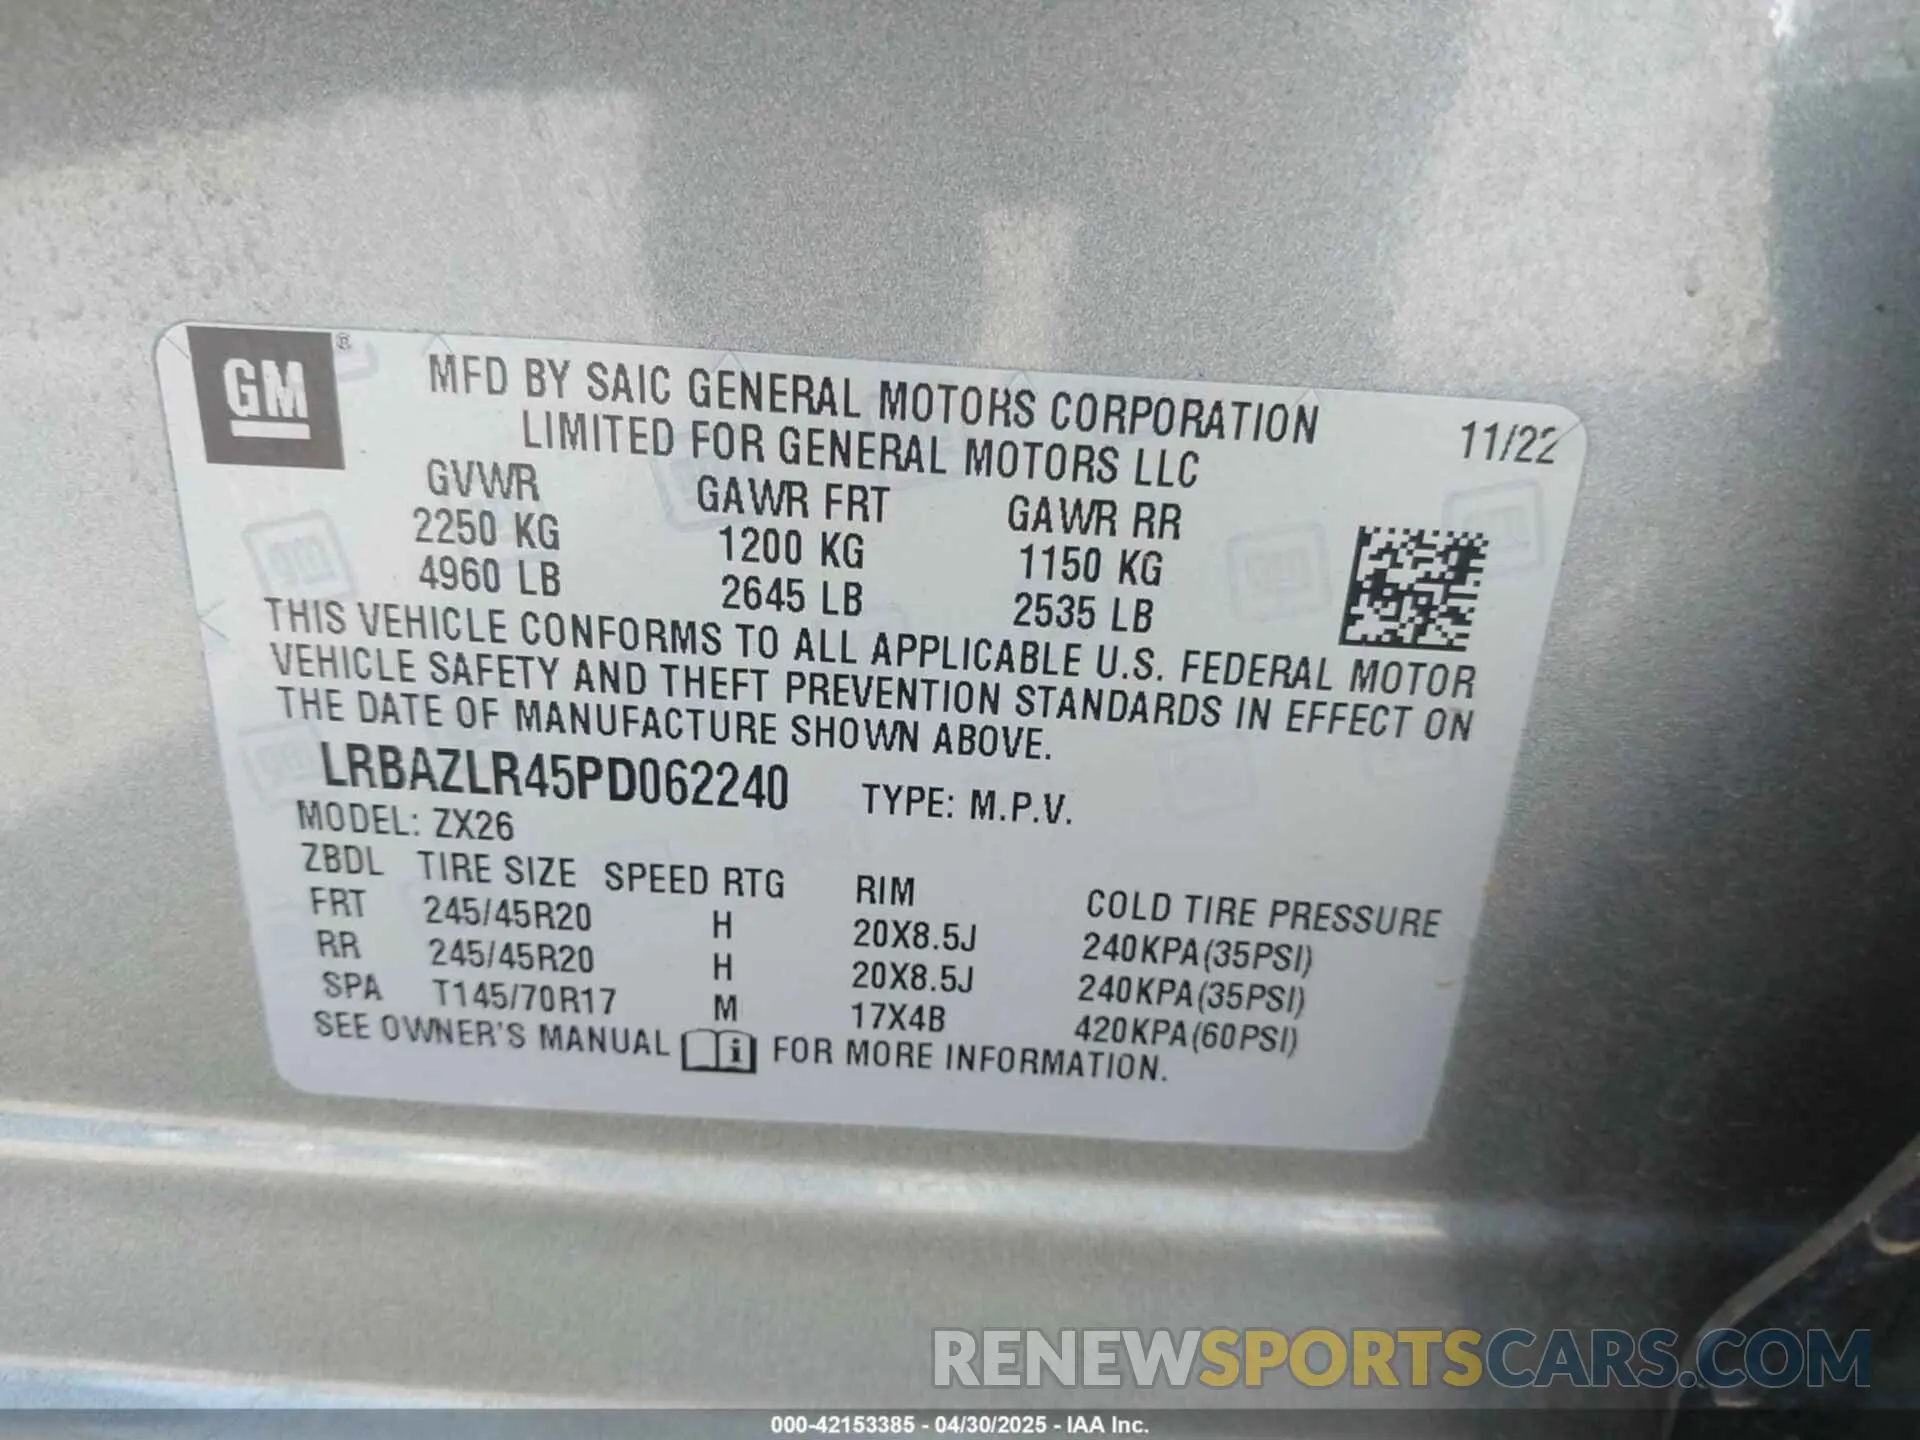 GM ®
MFD BY SAIC GENERAL MOTORS CORPORATION
LIMITED FOR GENERAL MOTORS LLC
11/22
GVWR GAWR FRT GAWR RR
2250 KG 1200 KG 1150 KG
4960 LB 2645 LB 2535 LB
THIS VEHICLE CONFORMS TO ALL APPLICABLE U.S. FEDERAL MOTOR
VEHICLE SAFETY AND THEFT PREVENTION STANDARDS IN EFFECT ON
THE DATE OF MANUFACTURE SHOWN ABOVE.
LRBAZLR45PD062240 TYPE: M.P.V.
MODEL: ZX26
ZBDL TIRE SIZE SPEED RTG RIM COLD TIRE PRESSURE
FRT 245/45R20 H 20X8.5J 240KPA(35PSI)
RR 245/45R20 H 20X8.5J 240KPA(35PSI)
SPA T145/70R17 M 17X4B 420KPA(60PSI)
SEE OWNER'S MANUAL i FOR MORE INFORMATION.
RENEWSPORTSCARS.COM
000-42153385 - 04/30/2025 - IAA Inc.